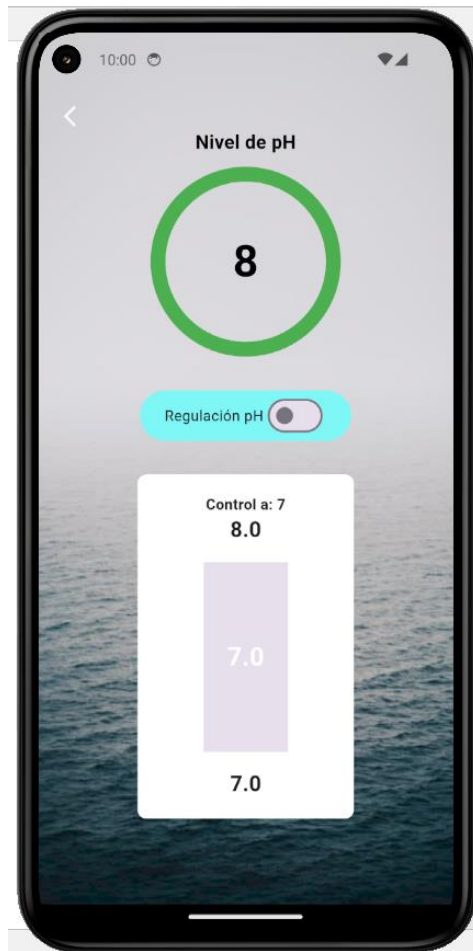 10:00
Nivel de pH
8
Regulación pH
Control a: 7
8.0
7.0
7.0